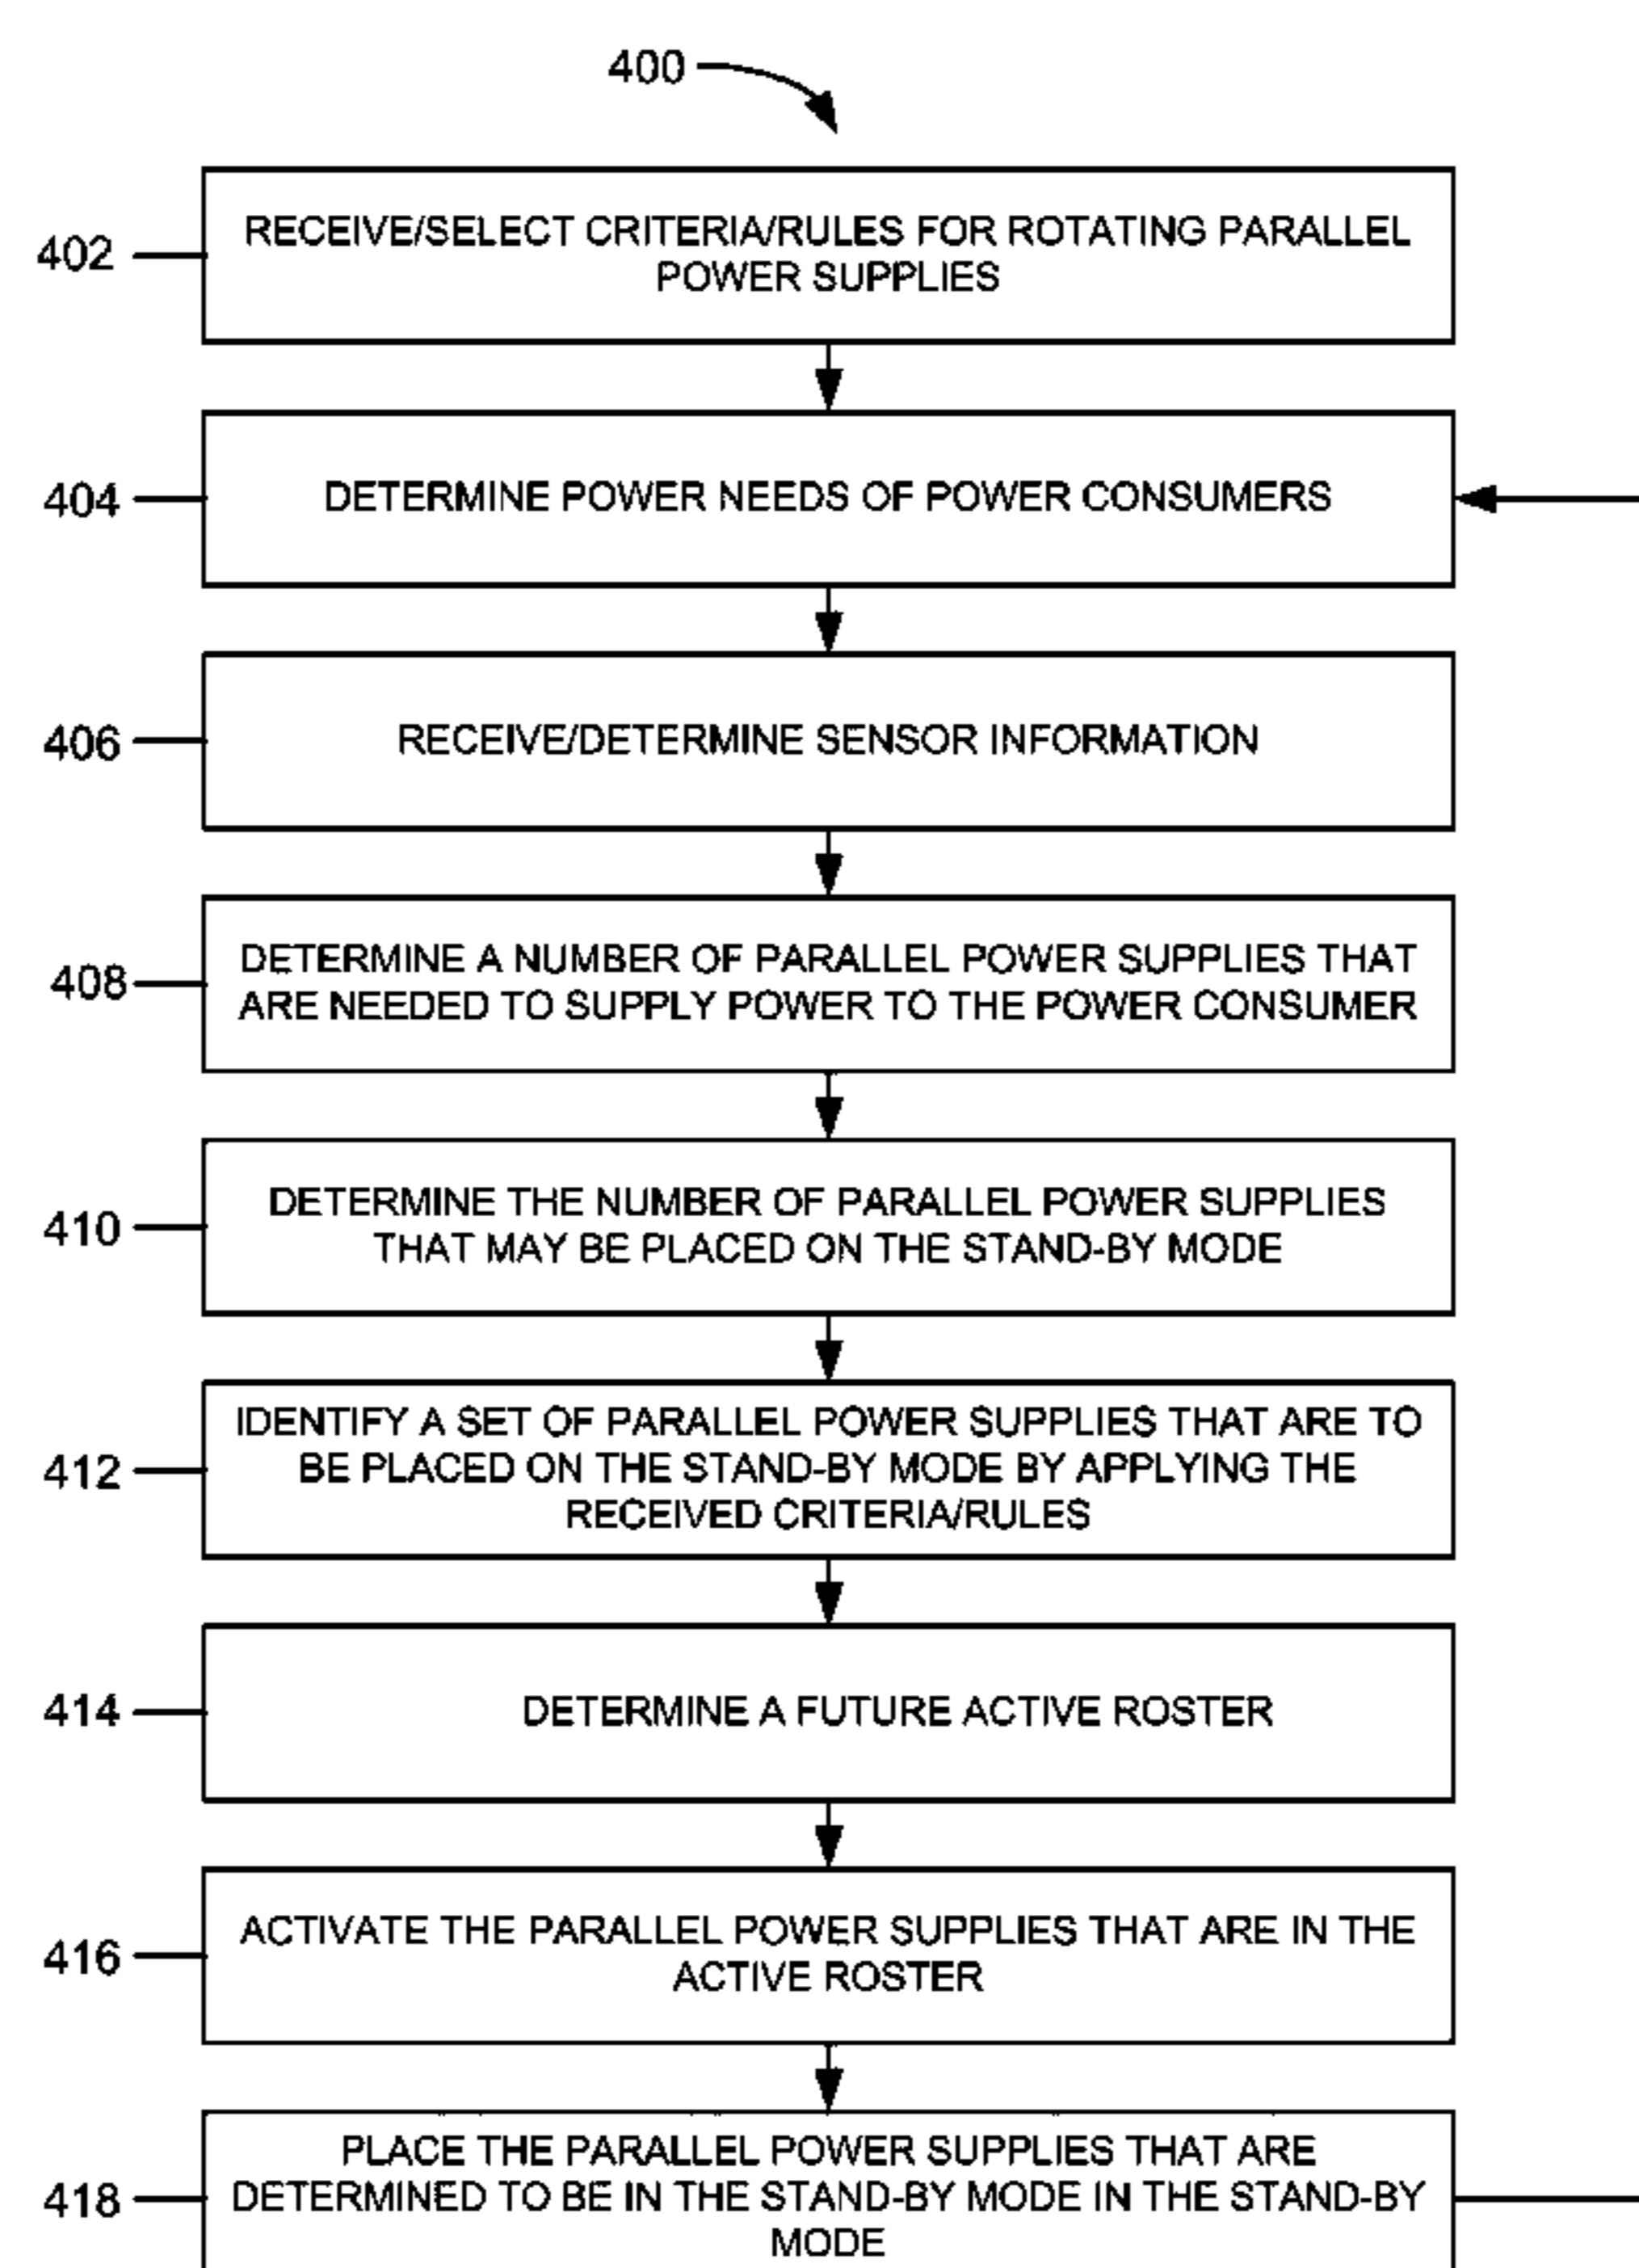 400
402
RECEIVE/SELECT CRITERIA/RULES FOR ROTATING PARALLEL
POWER SUPPLIES
404
DETERMINE POWER NEEDS OF POWER CONSUMERS
406
RECEIVE/DETERMINE SENSOR INFORMATION
408
DETERMINE A NUMBER OF PARALLEL POWER SUPPLIES THAT
ARE NEEDED TO SUPPLY POWER TO THE POWER CONSUMER
410
DETERMINE THE NUMBER OF PARALLEL POWER SUPPLIES
THAT MAY BE PLACED ON THE STAND-BY MODE
412
IDENTIFY A SET OF PARALLEL POWER SUPPLIES THAT ARE TO
BE PLACED ON THE STAND-BY MODE BY APPLYING THE
RECEIVED CRITERIA/RULES
414
DETERMINE A FUTURE ACTIVE ROSTER
416
ACTIVATE THE PARALLEL POWER SUPPLIES THAT ARE IN THE
ACTIVE ROSTER
418
PLACE THE PARALLEL POWER SUPPLIES THAT ARE
DETERMINED TO BE IN THE STAND-BY MODE IN THE STAND-BY
MODE